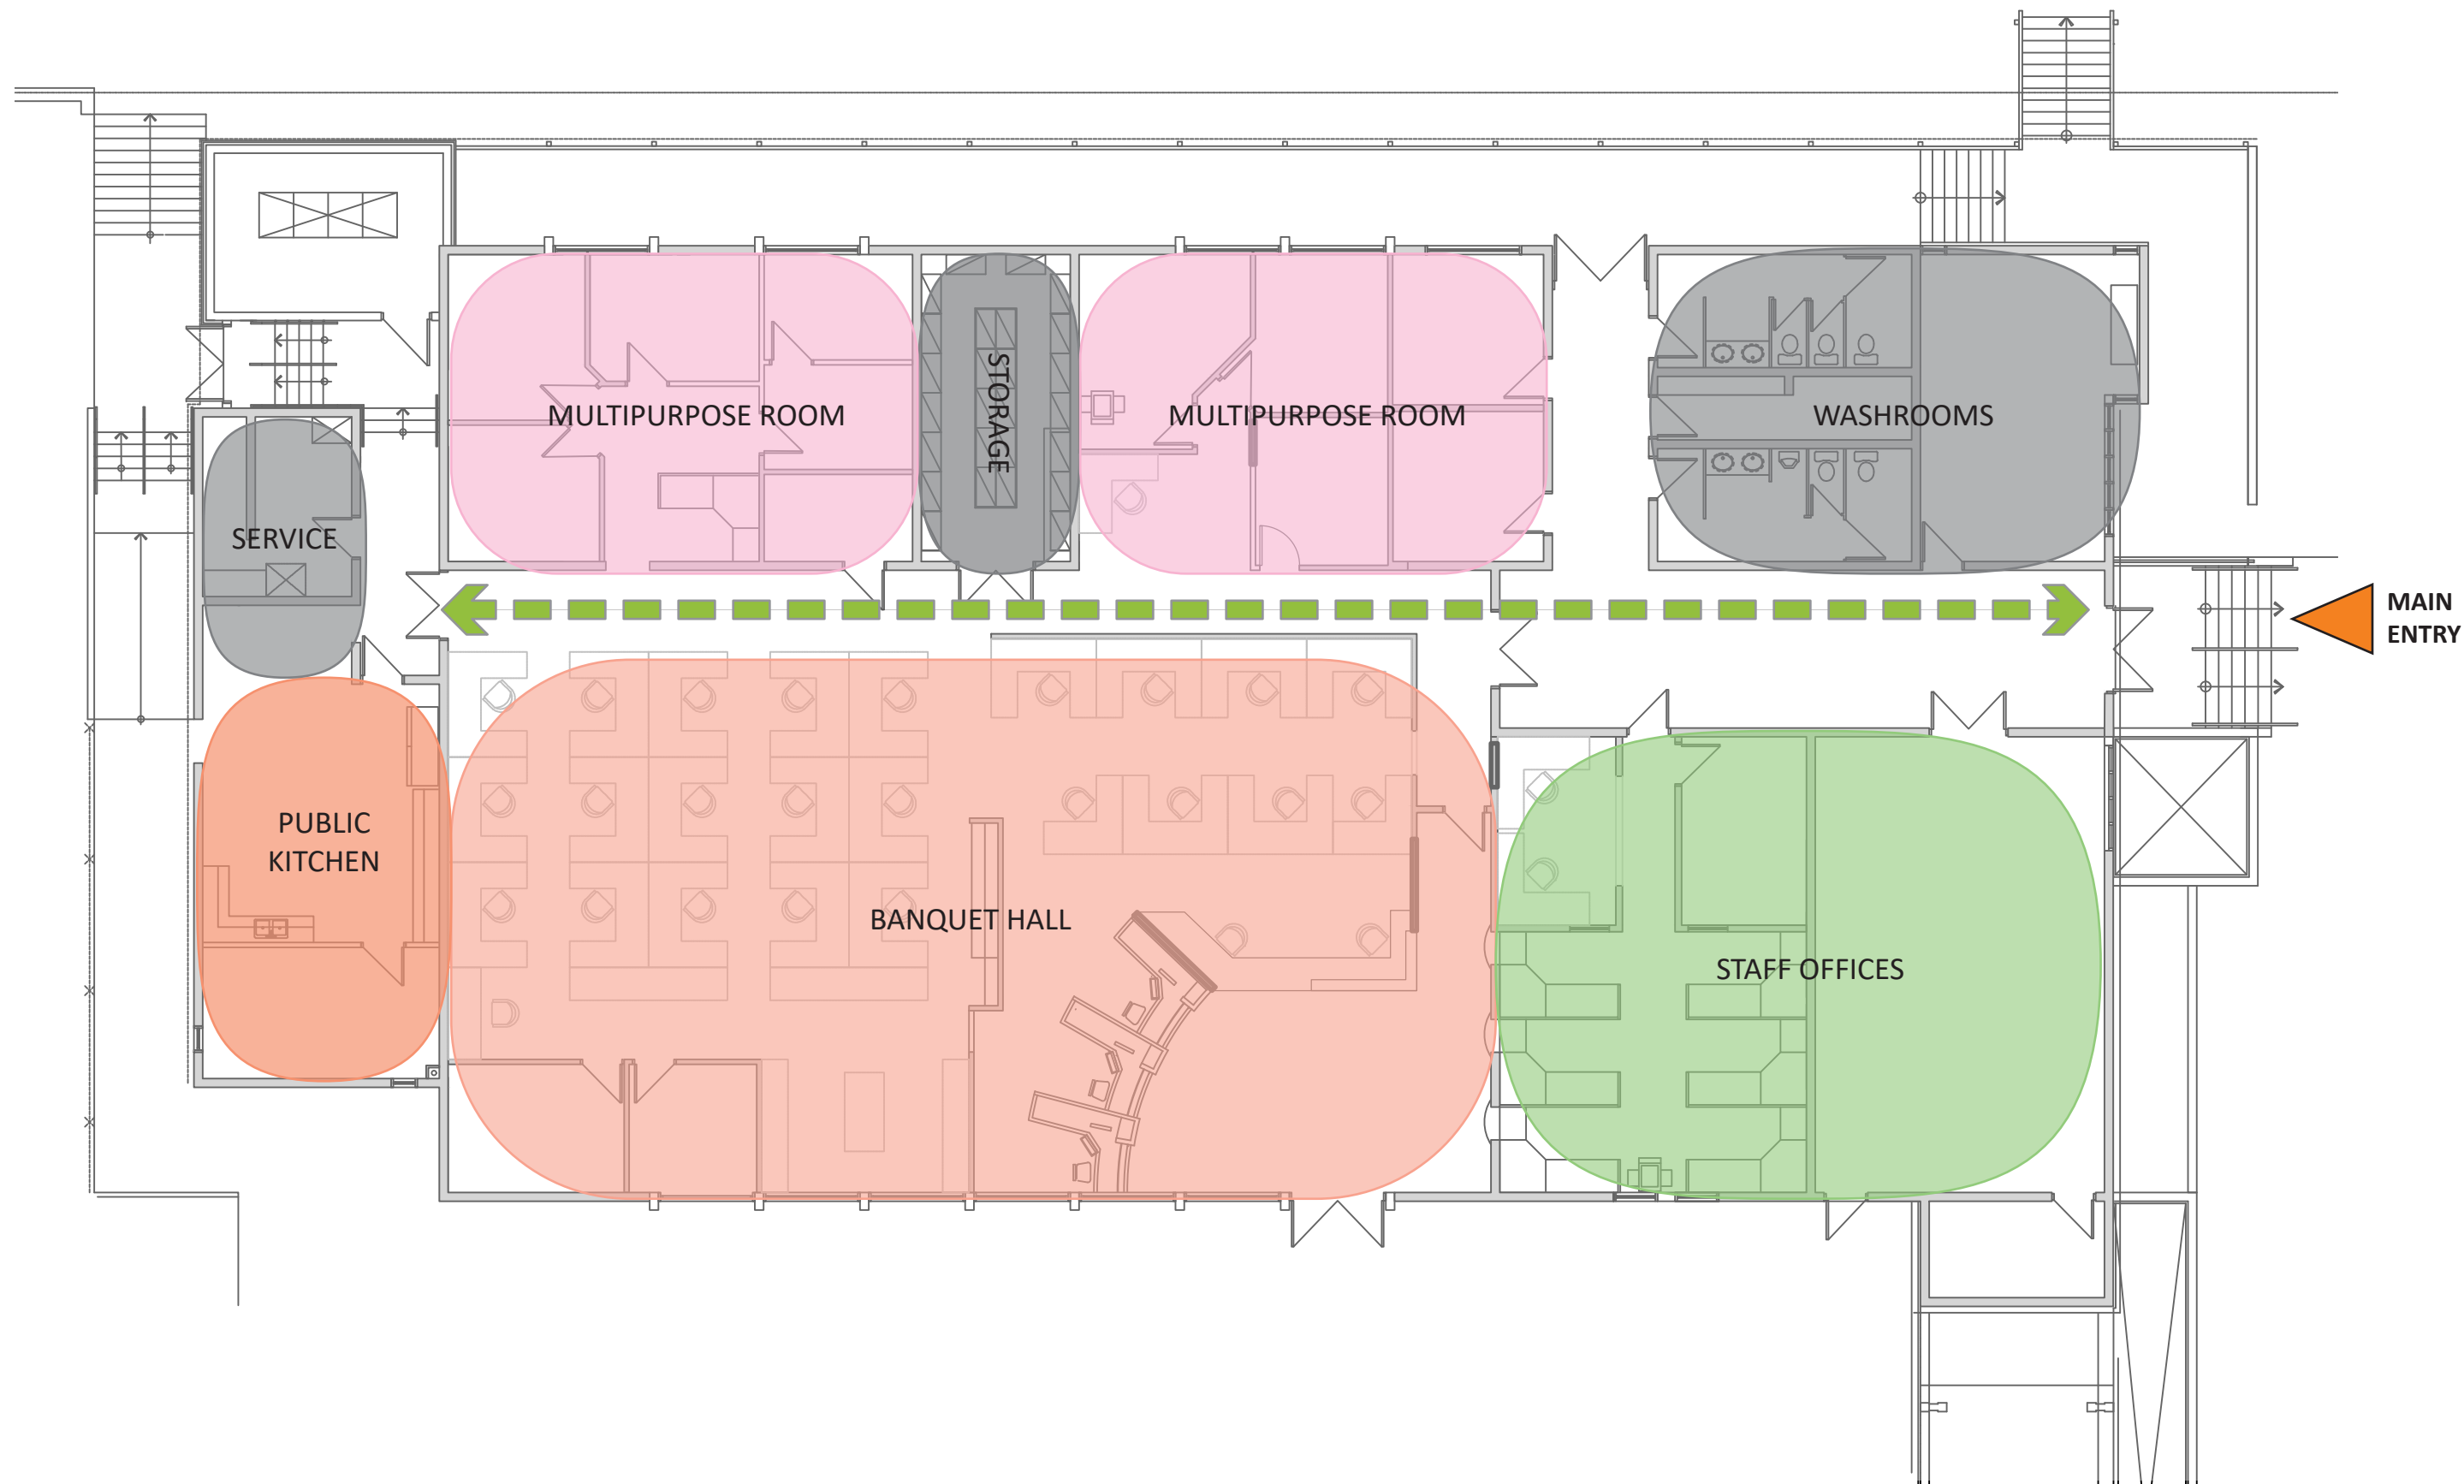 MULTIPURPOSE ROOM
STORAGE
MULTIPURPOSE ROOM
WASHROOMS
SERVICE
MAIN
ENTRY
PUBLIC
KITCHEN
BANQUET HALL
STAFF OFFICES